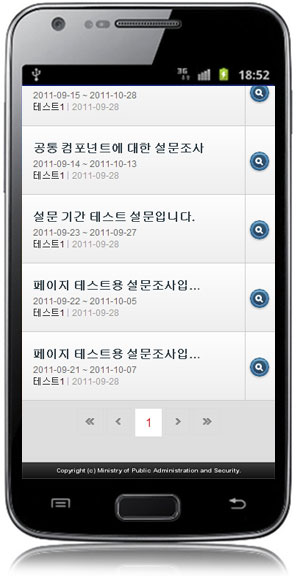 3G 18:52
2011-09-15 ~ 2011-10-28
테스트1 | 2011-09-28
공통 컴포넌트에 대한 설문조사
2011-09-14 ~ 2011-10-13
테스트1 | 2011-09-28
설문 기간 테스트 설문입니다.
2011-09-23 ~ 2011-09-27
테스트1 | 2011-09-28
페이지 테스트용 설문조사입...
2011-09-22 ~ 2011-10-05
테스트1 | 2011-09-28
페이지 테스트용 설문조사입...
2011-09-21 ~ 2011-10-07
테스트1 | 2011-09-28
« ‹ 1 › »
Copyright (c) Ministry of Public Administration and Security.